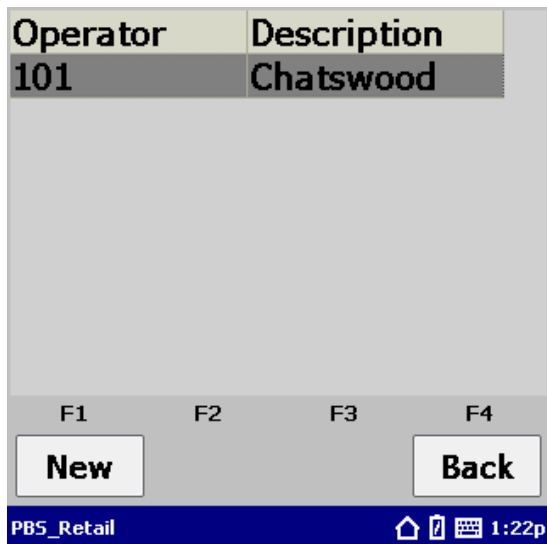 Operator Description
101 Chatswood
F1 F2 F3 F4
New Back
PBS_Retail 1:22p